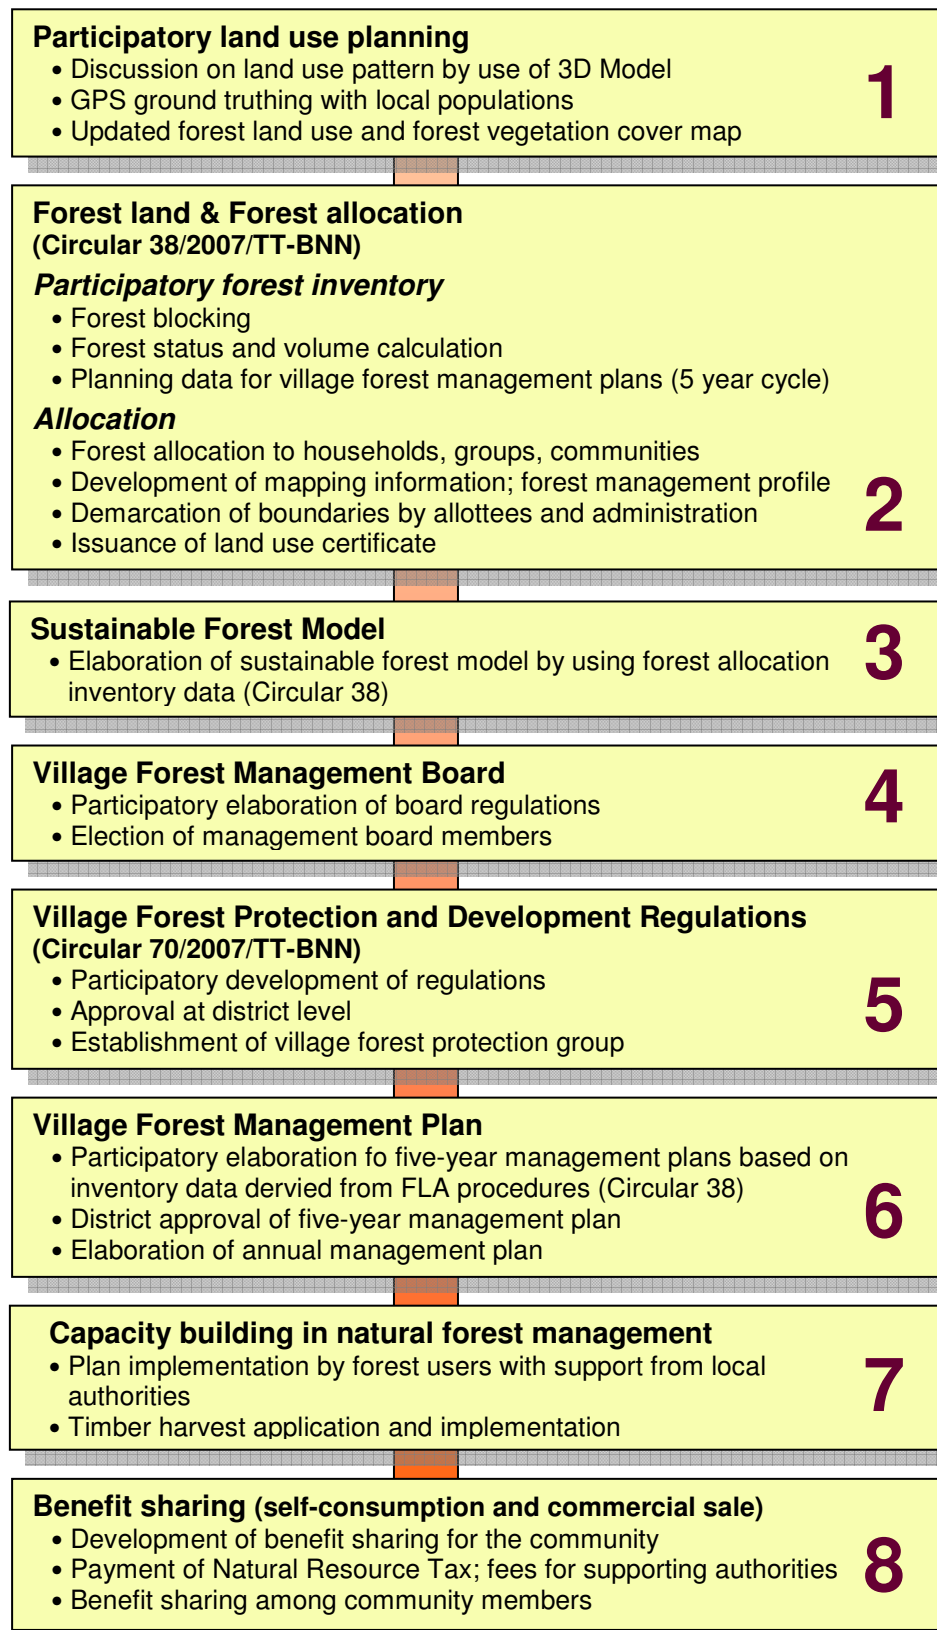 Participatory land use planning
• Discussion on land use pattern by use of 3D Model
• GPS ground truthing with local populations
• Updated forest land use and forest vegetation cover map
1
Forest land & Forest allocation
(Circular 38/2007/TT-BNN)
Participatory forest inventory
• Forest blocking
• Forest status and volume calculation
• Planning data for village forest management plans (5 year cycle)
Allocation
• Forest allocation to households, groups, communities
• Development of mapping information; forest management profile
• Demarcation of boundaries by allottees and administration
• Issuance of land use certificate
2
Sustainable Forest Model
• Elaboration of sustainable forest model by using forest allocation
inventory data (Circular 38)
3
Village Forest Management Board
• Participatory elaboration of board regulations
• Election of management board members
4
Village Forest Protection and Development Regulations
(Circular 70/2007/TT-BNN)
• Participatory development of regulations
• Approval at district level
• Establishment of village forest protection group
5
Village Forest Management Plan
• Participatory elaboration fo five-year management plans based on
inventory data dervied from FLA procedures (Circular 38)
• District approval of five-year management plan
• Elaboration of annual management plan
6
Capacity building in natural forest management
• Plan implementation by forest users with support from local
authorities
• Timber harvest application and implementation
7
Benefit sharing (self-consumption and commercial sale)
• Development of benefit sharing for the community
• Payment of Natural Resource Tax; fees for supporting authorities
• Benefit sharing among community members
8